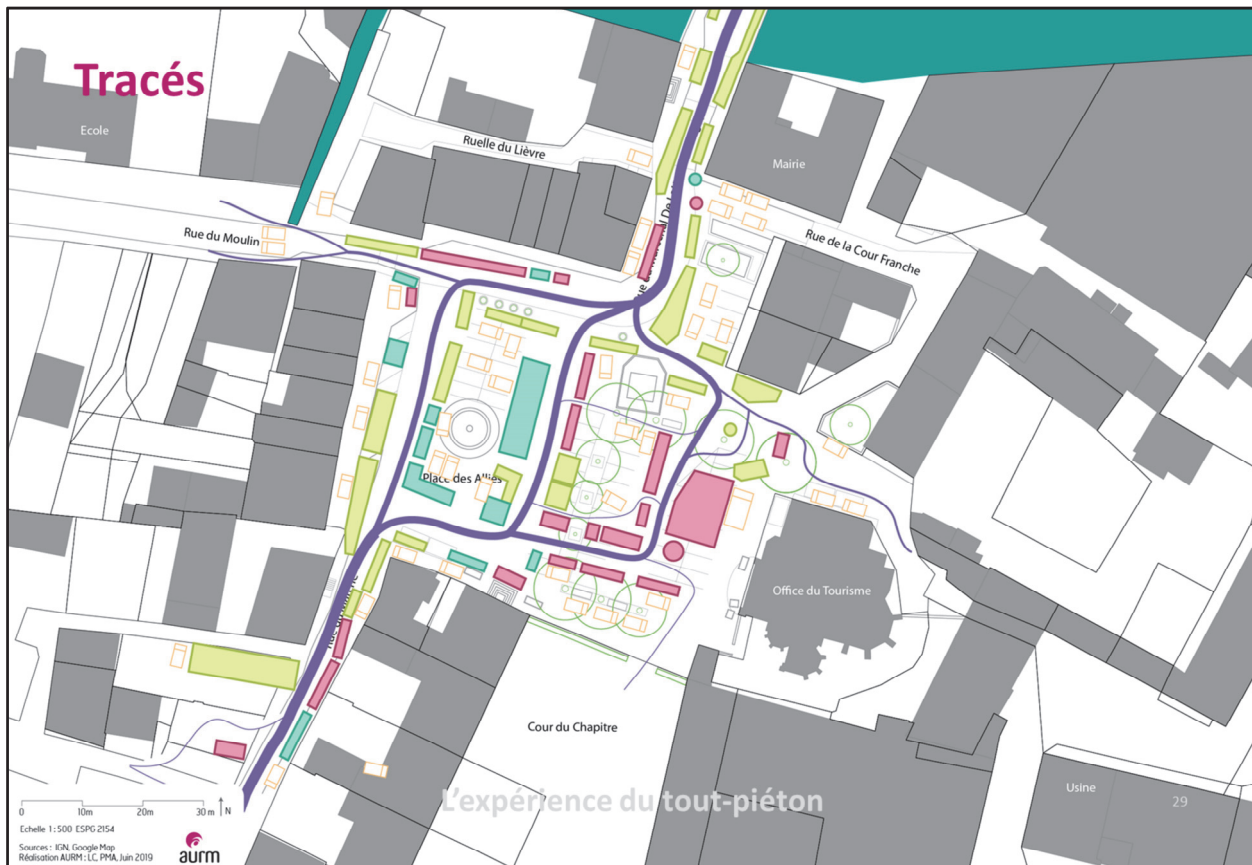 Tracés
Ecole
Ruelle du Lièvre
Mairie
Rue du Moulin
Rue de la Cour Franche
Place des Alliés
Office du Tourisme
Cour du Chapitre
Usine
L'expérience du tout-piéton
29
0 10m 20m 30 m N
Echelle 1:500 ESPG 2154
Sources : IGN, Google Map
Réalisation AURM : LC, PMA, Juin 2019
aurm